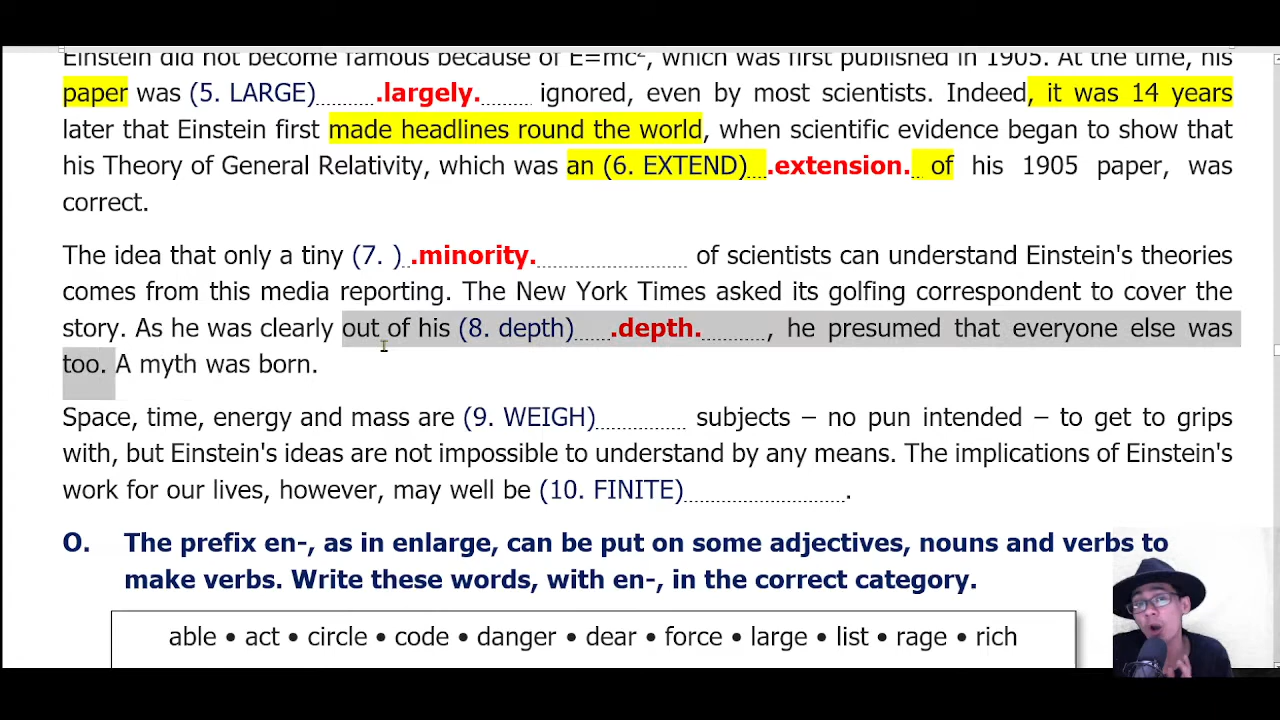 Einstein did not become famous because of E=mc², which was first published in 1905. At the time, his
paper was (5. LARGE)..........largely.......... ignored, even by most scientists. Indeed, it was 14 years
later that Einstein first made headlines round the world, when scientific evidence began to show that
his Theory of General Relativity, which was an (6. EXTEND)....extension.... of his 1905 paper, was
correct.
The idea that only a tiny (7. )...minority............................ of scientists can understand Einstein's theories
comes from this media reporting. The New York Times asked its golfing correspondent to cover the
story. As he was clearly out of his (8. depth)........depth..............., he presumed that everyone else was
too. A myth was born.
Space, time, energy and mass are (9. WEIGH)................ subjects – no pun intended – to get to grips
with, but Einstein's ideas are not impossible to understand by any means. The implications of Einstein's
work for our lives, however, may well be (10. FINITE)..............................
O. The prefix en-, as in enlarge, can be put on some adjectives, nouns and verbs to
make verbs. Write these words, with en-, in the correct category.
able • act • circle • code • danger • dear • force • large • list • rage • rich